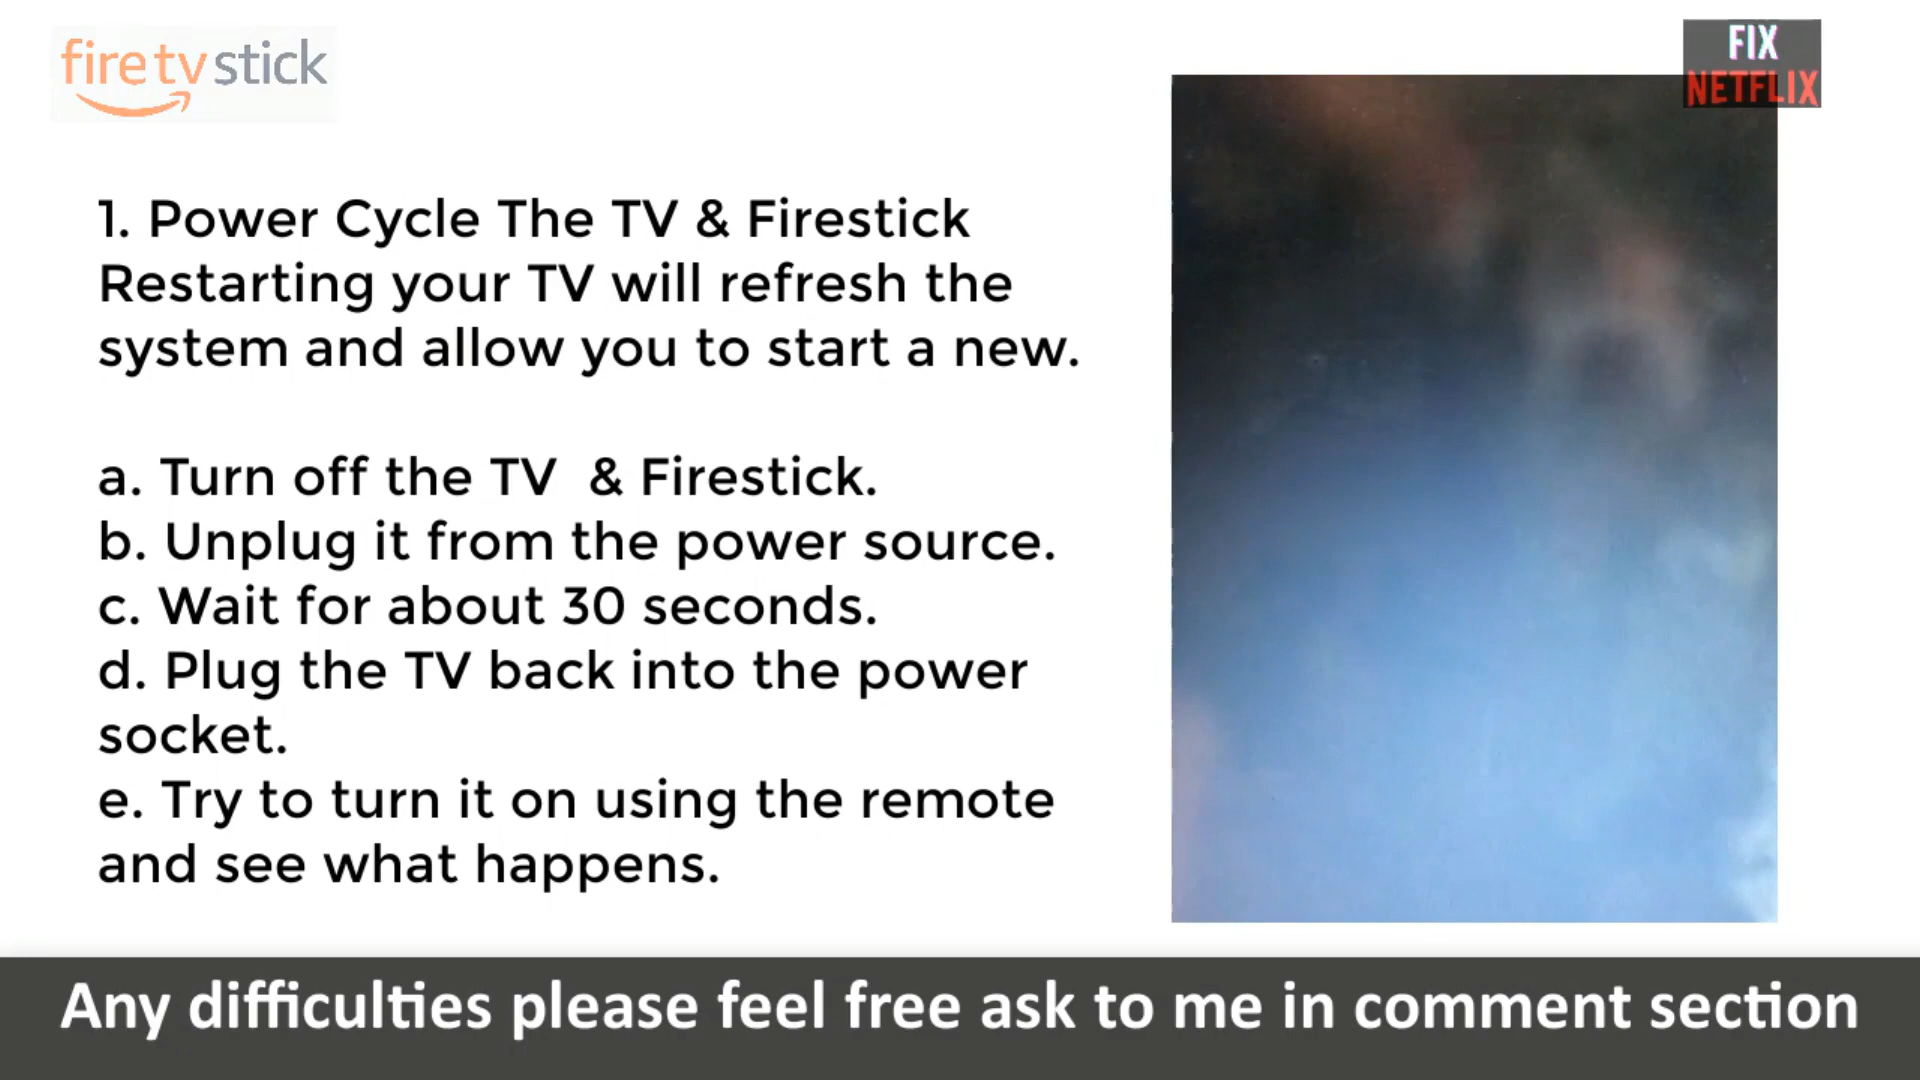 fire tv stick
FIX
NETFLIX
1. Power Cycle The TV & Firestick
Restarting your TV will refresh the
system and allow you to start a new.
a. Turn off the TV  & Firestick.
b. Unplug it from the power source.
c. Wait for about 30 seconds.
d. Plug the TV back into the power
socket.
e. Try to turn it on using the remote
and see what happens.
Any difficulties please feel free ask to me in comment section